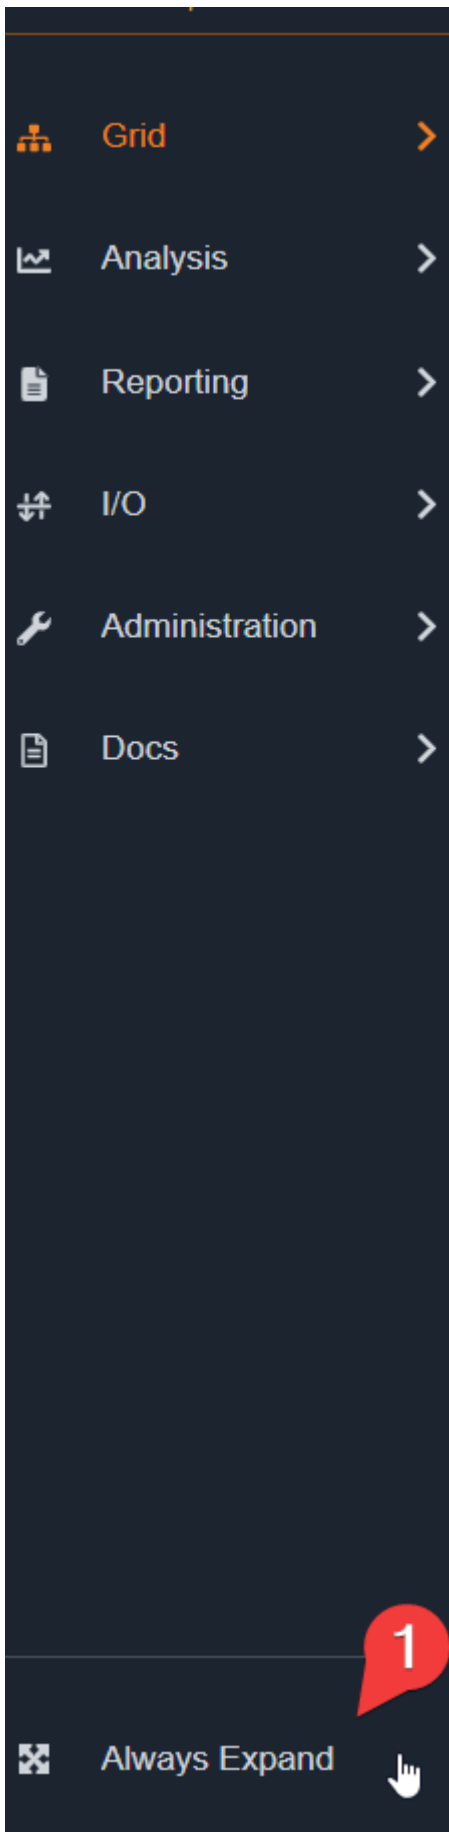 Grid
Analysis
Reporting
I/O
Administration
Docs
1
Always Expand